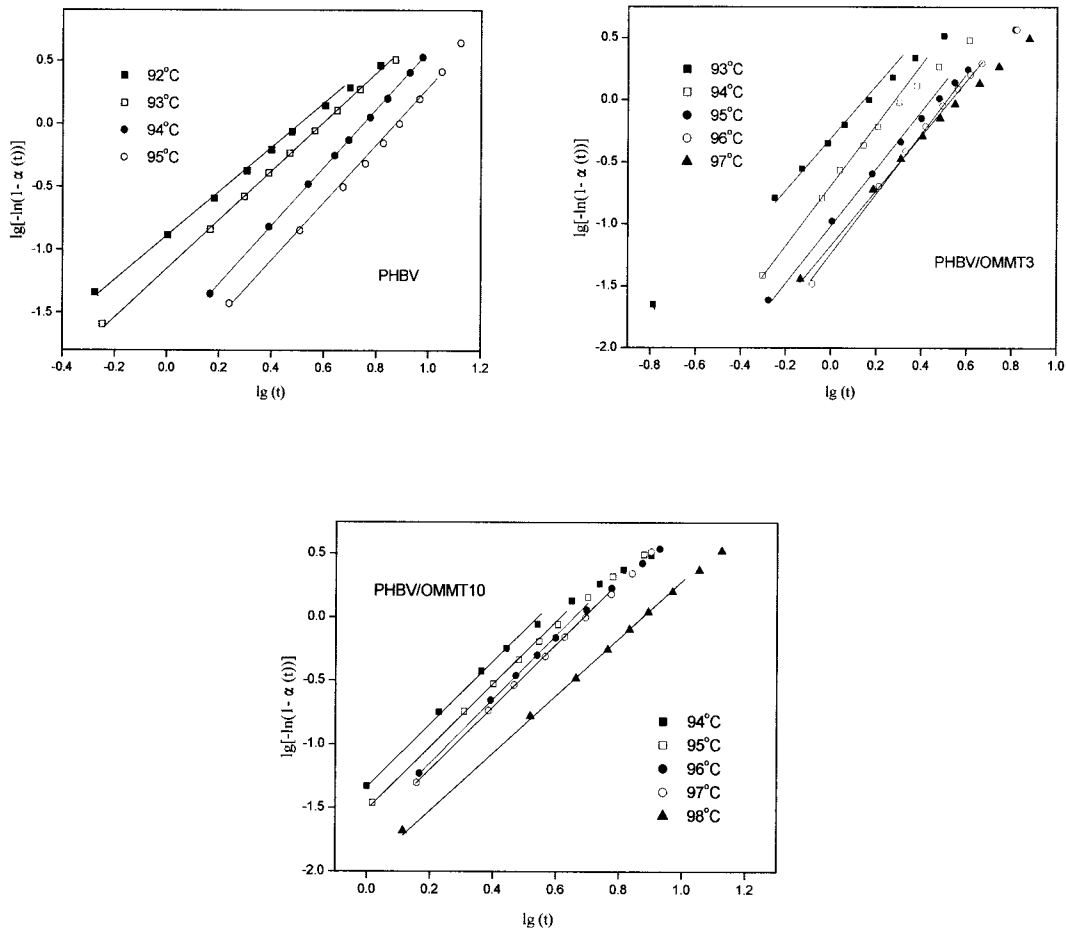 lg[-ln(1- α (t))]
0.5
0.0
-0.5
-1.0
-1.5
92°C
93°C
94°C
95°C
PHBV
-0.4
-0.2
0.0
0.2
0.4
0.6
0.8
1.0
1.2
lg (t)
lg[-ln(1- α (t))]
0.5
0.0
-0.5
-1.0
-1.5
-2.0
93°C
94°C
95°C
96°C
97°C
PHBV/OMMT3
-0.8
-0.6
-0.4
-0.2
0.0
0.2
0.4
0.6
0.8
1.0
lg (t)
lg[-ln(1- α (t))]
0.5
0.0
-0.5
-1.0
-1.5
-2.0
PHBV/OMMT10
94°C
95°C
96°C
97°C
98°C
0.0
0.2
0.4
0.6
0.8
1.0
1.2
lg (t)